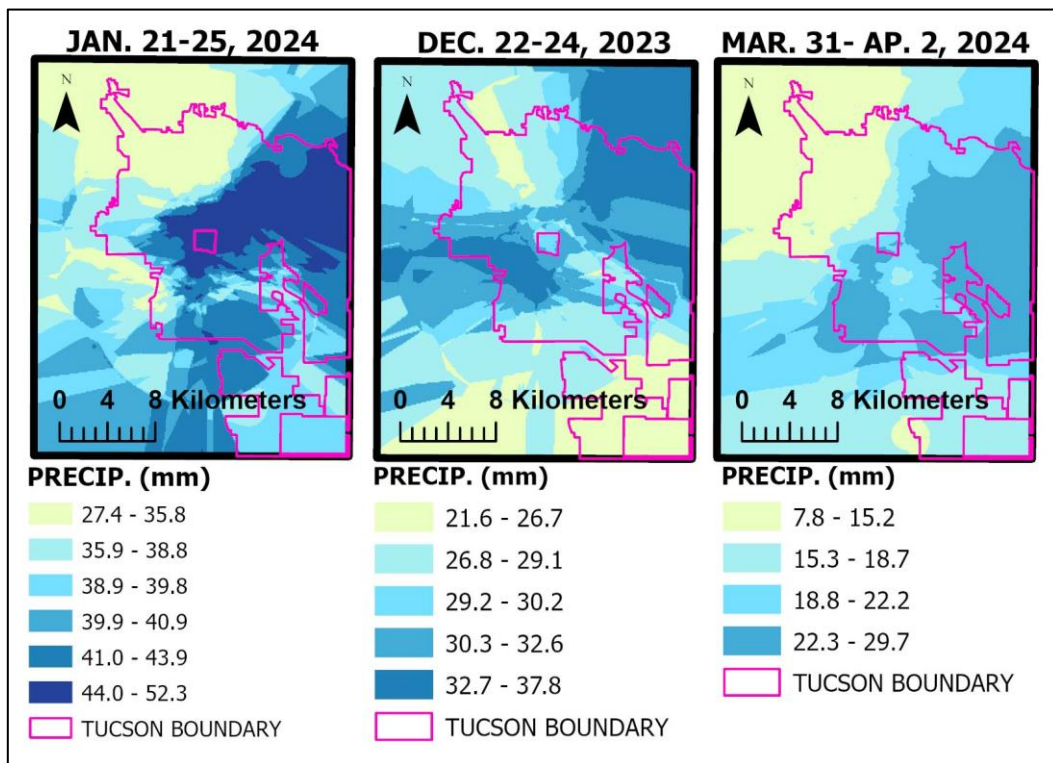 JAN. 21-25, 2024
N
0 4 8 Kilometers
PRECIP. (mm)
27.4 - 35.8
35.9 - 38.8
38.9 - 39.8
39.9 - 40.9
41.0 - 43.9
44.0 - 52.3
TUCSON BOUNDARY
DEC. 22-24, 2023
N
0 4 8 Kilometers
PRECIP. (mm)
21.6 - 26.7
26.8 - 29.1
29.2 - 30.2
30.3 - 32.6
32.7 - 37.8
TUCSON BOUNDARY
MAR. 31- AP. 2, 2024
N
0 4 8 Kilometers
PRECIP. (mm)
7.8 - 15.2
15.3 - 18.7
18.8 - 22.2
22.3 - 29.7
TUCSON BOUNDARY